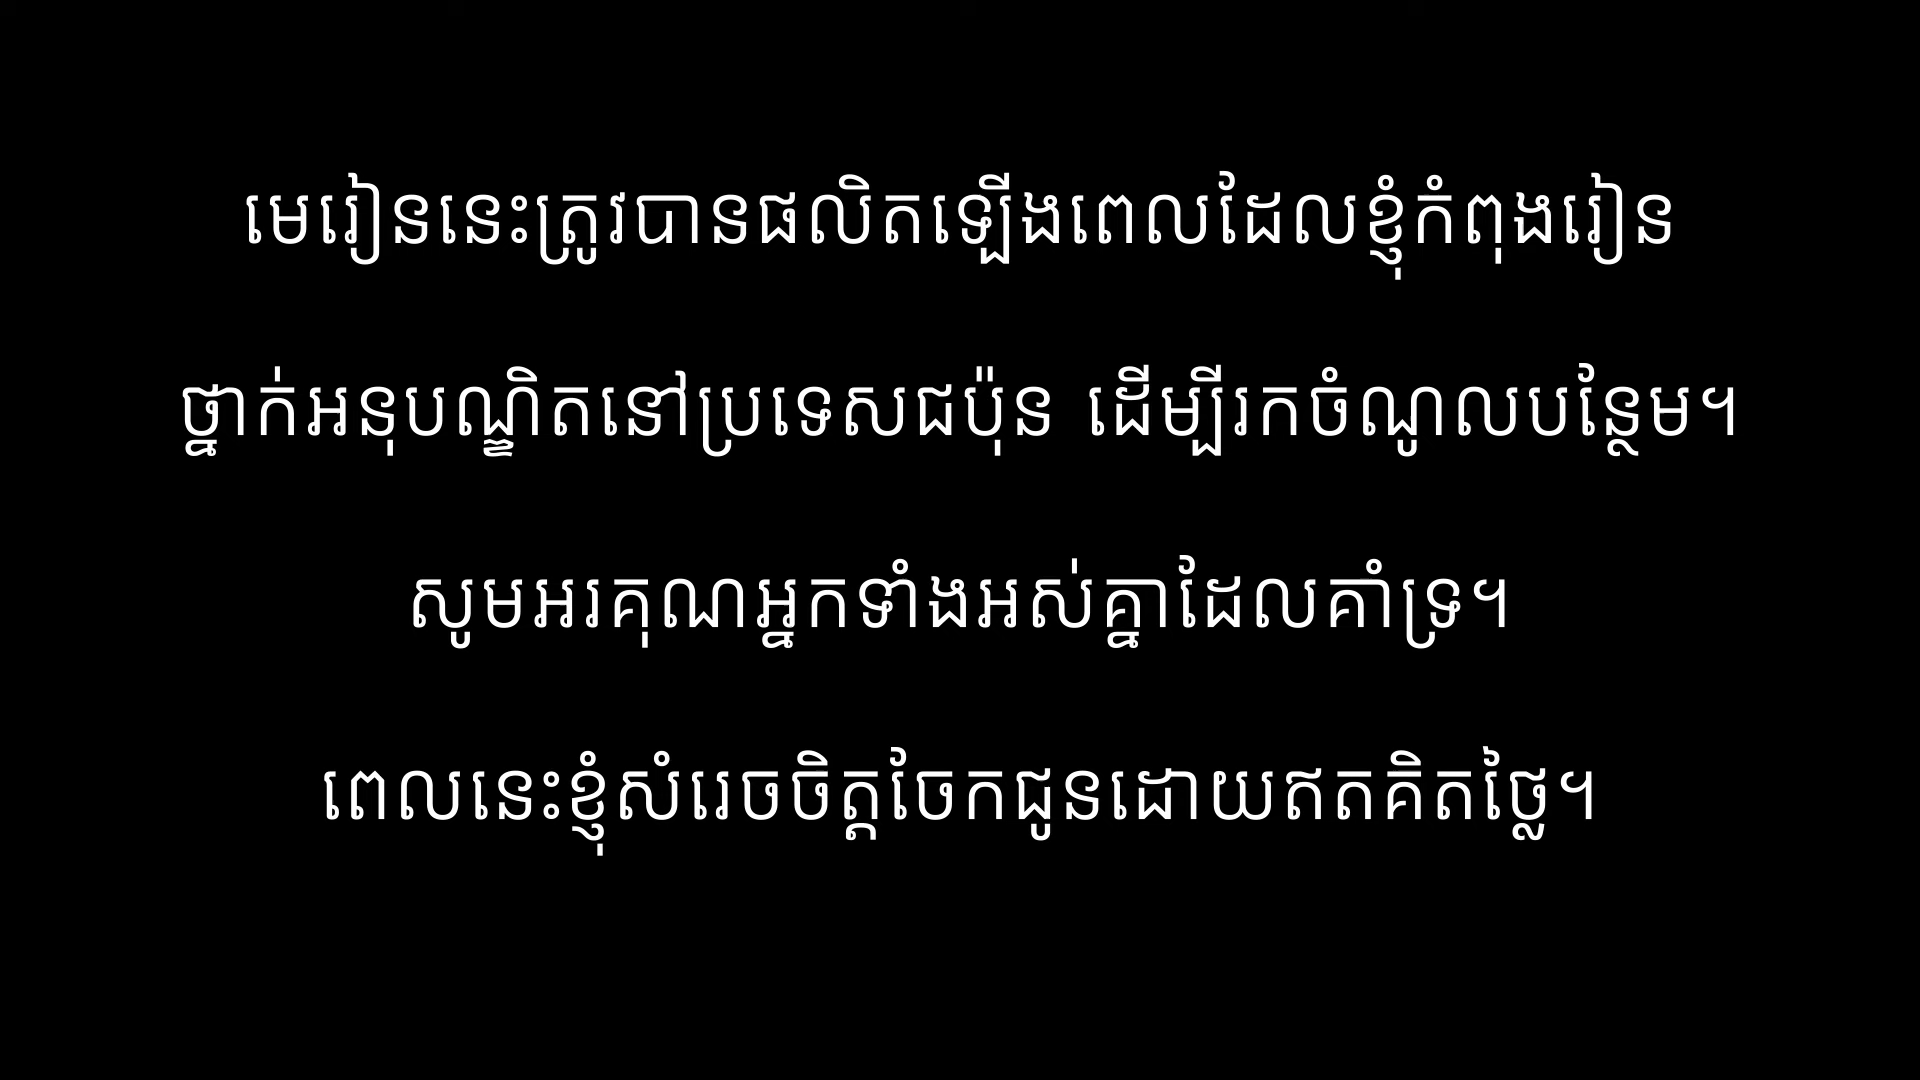 មេរៀននេះត្រូវបានផលិតឡើងពេលដែលខ្ញុំកំពុងរៀន
ថ្នាក់អនុបណ្ឌិតនៅប្រទេសជប៉ុន ដើម្បីរកចំណូលបន្ថែម។
សូមអរគុណអ្នកទាំងអស់គ្នាដែលគាំទ្រ។
ពេលនេះខ្ញុំសំរេចចិត្តចែកជូនដោយឥតគិតថ្លៃ។